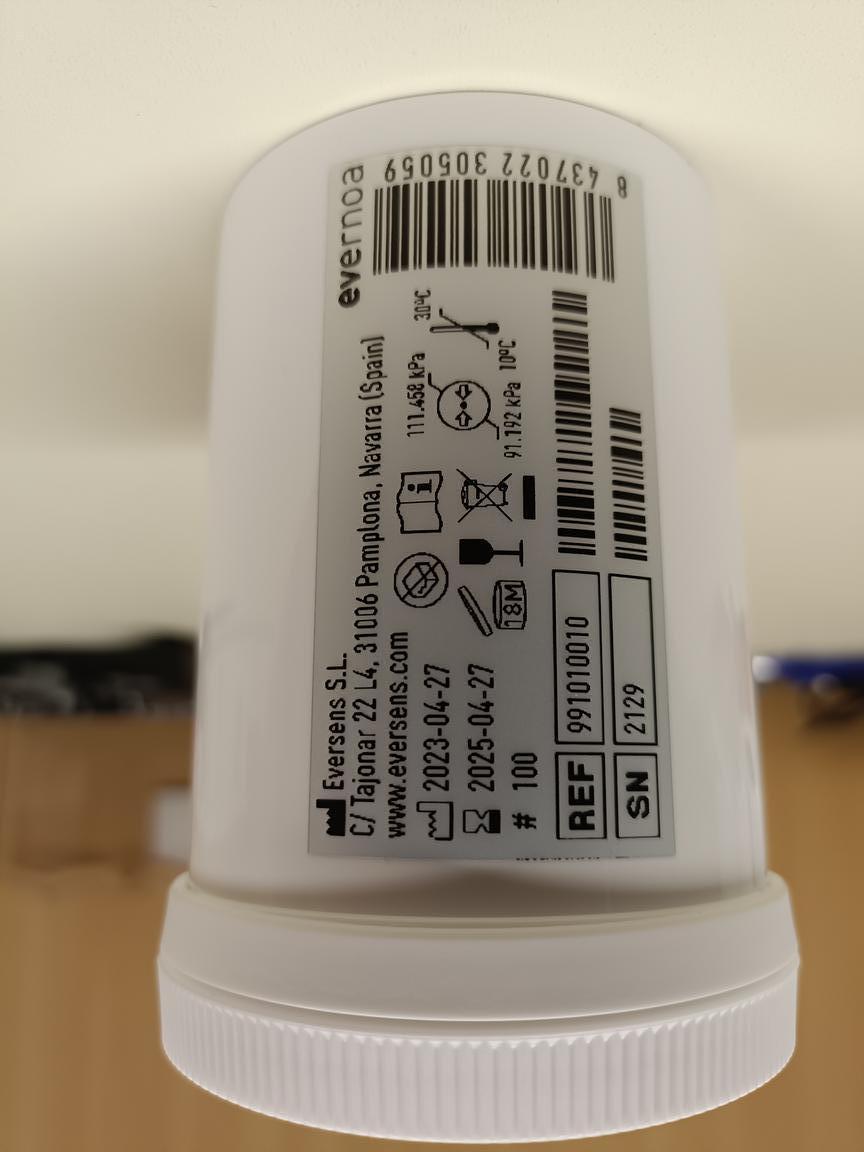 Eversens S.L.
C/ Tajonar 22 L4, 31006 Pamplona, Navarra (Spain)
www.eversens.com
evernoa
2023-04-27
2025-04-27
# 100
18M
111.458 kPa
91.192 kPa
30ºC
10ºC
REF 991010010
SN 2129
8 437022 305059